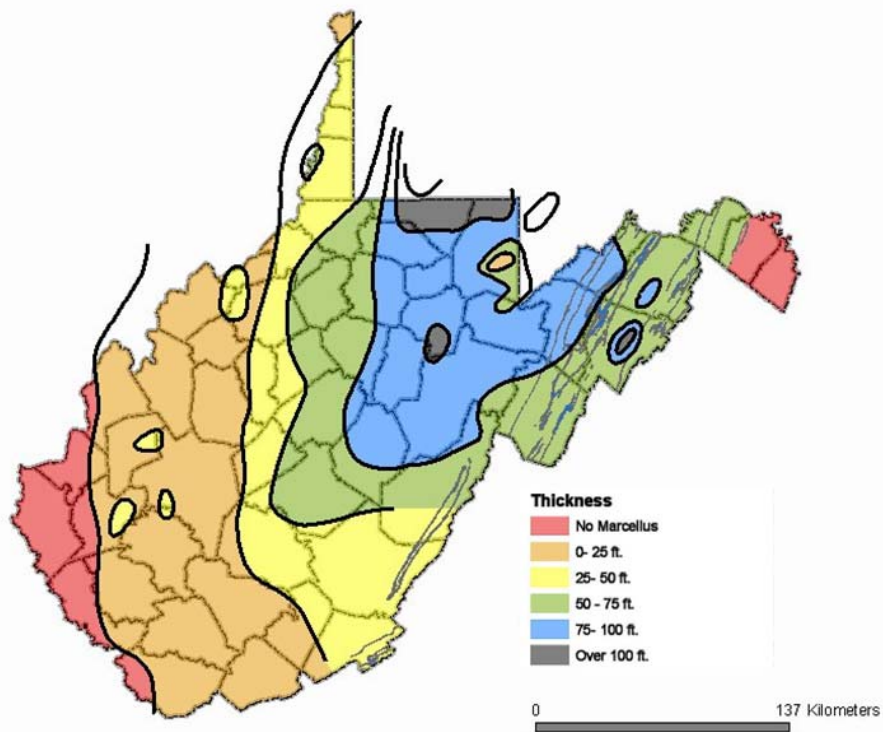 Thickness
No Marcellus
0- 25 ft.
25- 50 ft.
50 - 75 ft.
75- 100 ft.
Over 100 ft.
0 137 Kilometers